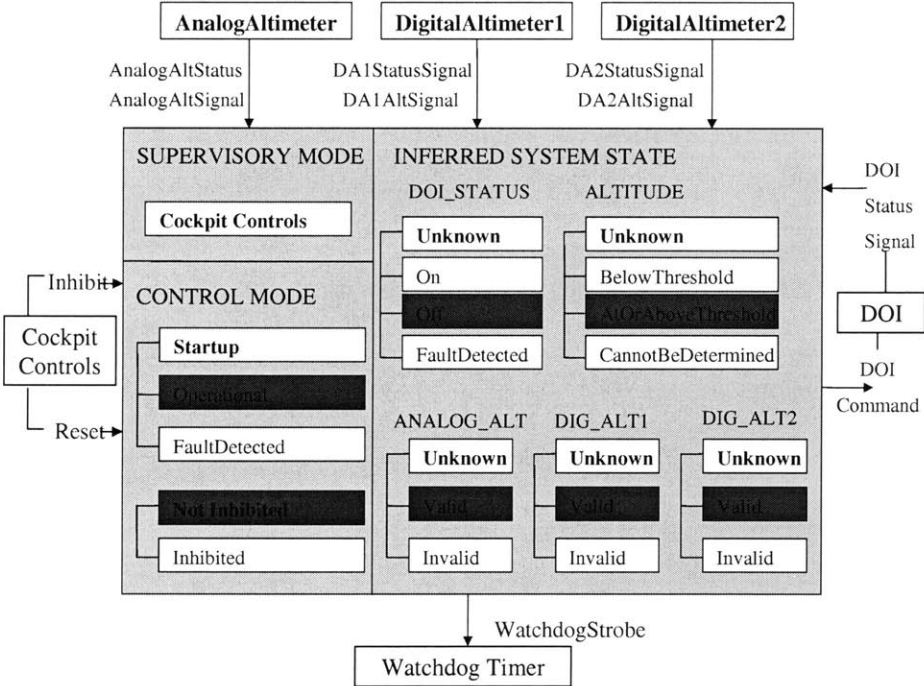 AnalogAltimeter
DigitalAltimeter1
DigitalAltimeter2
AnalogAltStatus
AnalogAltSignal
DA1StatusSignal
DA1AltSignal
DA2StatusSignal
DA2AltSignal
SUPERVISORY MODE
Cockpit Controls
INFERRED SYSTEM STATE
DOI_STATUS
Unknown
On
Off
FaultDetected
ALTITUDE
Unknown
BelowThreshold
AtOrAboveThreshold
CannotBeDetermined
DOI
Status
Signal
DOI
DOI
Command
Inhibit
Cockpit
Controls
Reset
CONTROL MODE
Startup
Operational
FaultDetected
Not Inhibited
Inhibited
ANALOG_ALT
Unknown
Valid
Invalid
DIG_ALT1
Unknown
Valid
Invalid
DIG_ALT2
Unknown
Valid
Invalid
WatchdogStrobe
Watchdog Timer